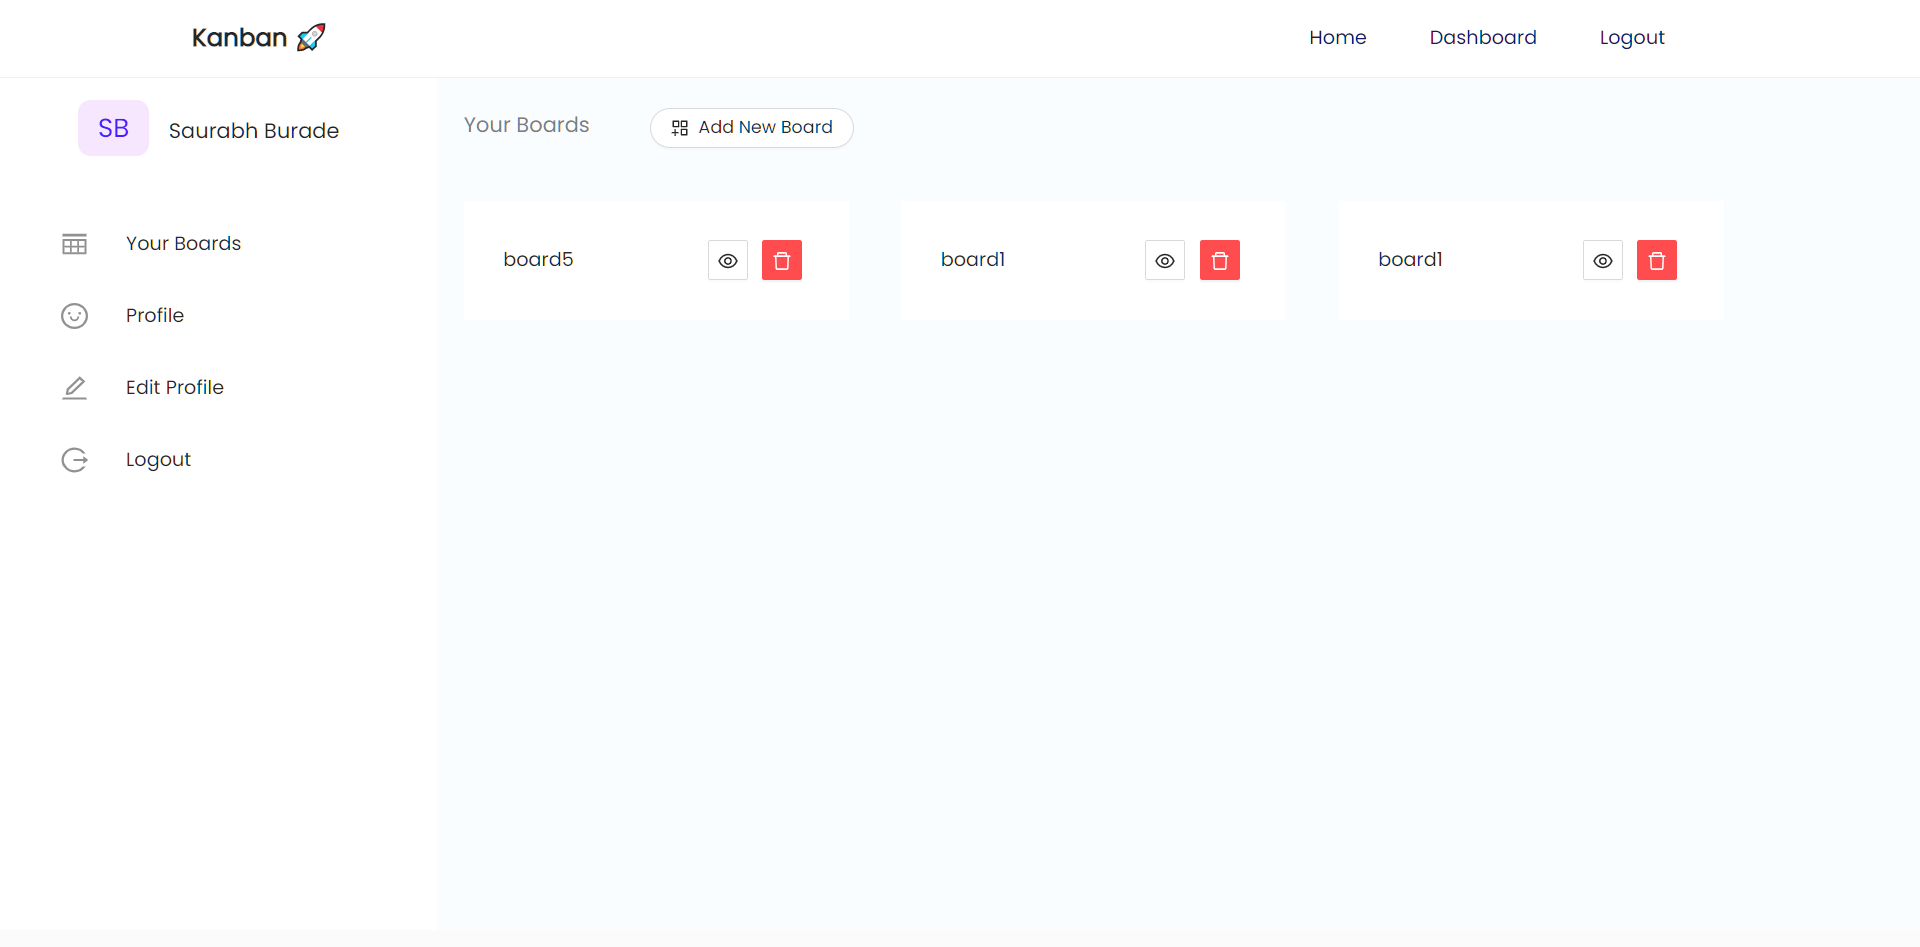 Kanban 🚀
Home
Dashboard
Logout
SB
Saurabh Burade
Your Boards
Profile
Edit Profile
Logout
Your Boards
Add New Board
board5
board1
board1